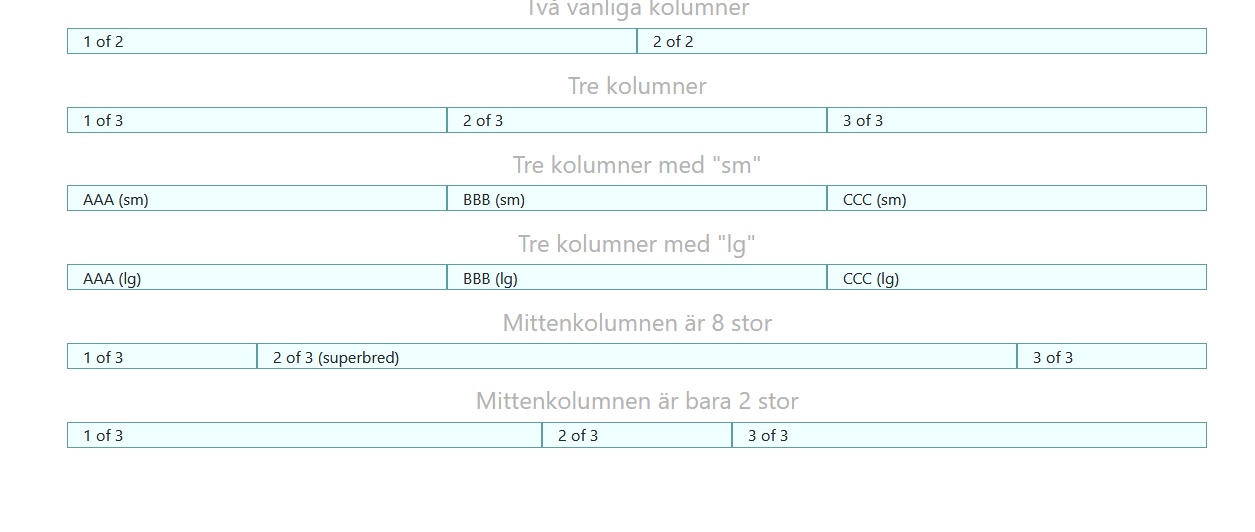 Två vanliga kolumner
1 of 2 2 of 2
Tre kolumner
1 of 3 2 of 3 3 of 3
Tre kolumner med "sm"
AAA (sm) BBB (sm) CCC (sm)
Tre kolumner med "lg"
AAA (lg) BBB (lg) CCC (lg)
Mittenkolumnen är 8 stor
1 of 3 2 of 3 (superbred) 3 of 3
Mittenkolumnen är bara 2 stor
1 of 3 2 of 3 3 of 3